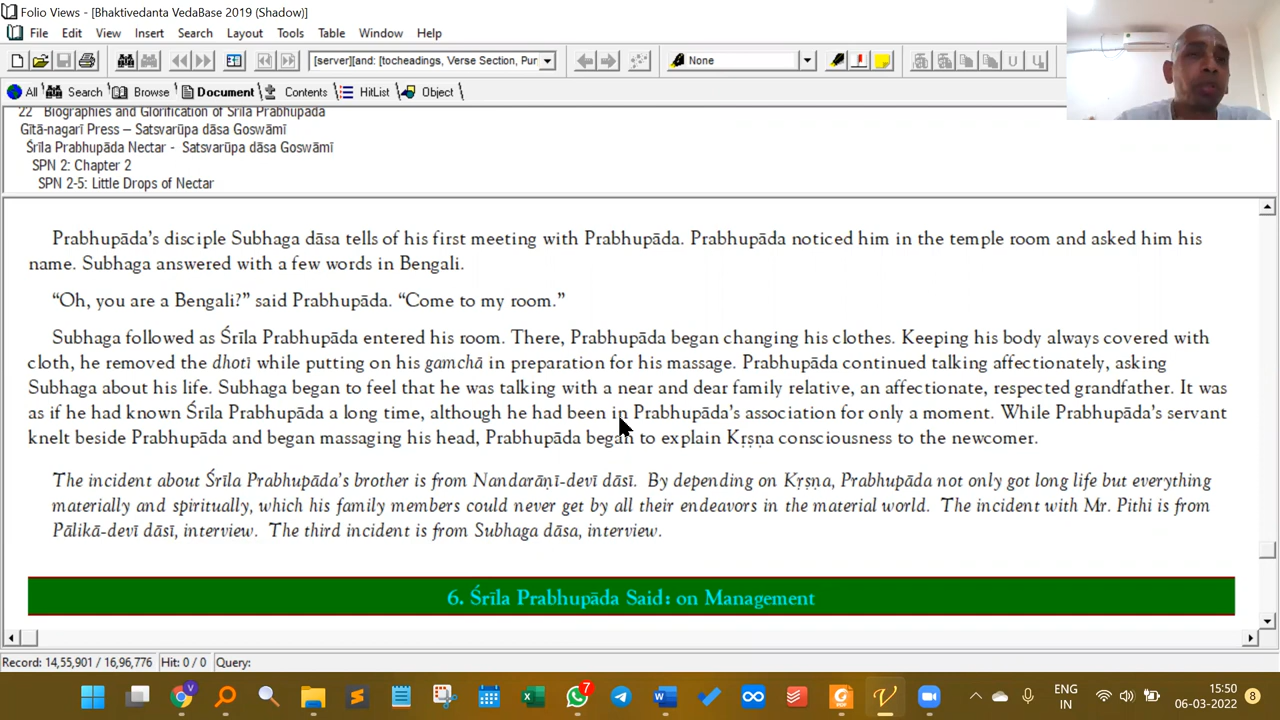 Folio Views - [Bhaktivedanta VedaBase 2019 (Shadow)]
File Edit View Insert Search Layout Tools Table Window Help
[server][and: [tocheadings, Verse Section, Pur
None
All Search Browse Document Contents HitList Object
22 Biographies and Glorification of Śrīla Prabhupāda
Gītā-nagarī Press – Satsvarūpa dāsa Goswāmī
Śrīla Prabhupāda Nectar - Satsvarūpa dāsa Goswāmī
SPN 2: Chapter 2
SPN 2-5: Little Drops of Nectar
Prabhupāda's disciple Subhaga dāsa tells of his first meeting with Prabhupāda. Prabhupāda noticed him in the temple room and asked him his
name. Subhaga answered with a few words in Bengali.
“Oh, you are a Bengali?” said Prabhupāda. “Come to my room.”
Subhaga followed as Śrīla Prabhupāda entered his room. There, Prabhupāda began changing his clothes. Keeping his body always covered with
cloth, he removed the dhoti while putting on his gamchā in preparation for his massage. Prabhupāda continued talking affectionately, asking
Subhaga about his life. Subhaga began to feel that he was talking with a near and dear family relative, an affectionate, respected grandfather. It was
as if he had known Śrīla Prabhupāda a long time, although he had been in Prabhupāda's association for only a moment. While Prabhupāda's servant
knelt beside Prabhupāda and began massaging his head, Prabhupāda began to explain Kṛṣṇa consciousness to the newcomer.
The incident about Śrīla Prabhupāda's brother is from Nandarāṇī-devī dāsī. By depending on Kṛṣṇa, Prabhupāda not only got long life but everything
materially and spiritually, which his family members could never get by all their endeavors in the material world. The incident with Mr. Pithi is from
Pālikā-devī dāsī, interview. The third incident is from Subhaga dāsa, interview.
6. Śrīla Prabhupāda Said: on Management
Record: 14,55,901 / 16,96,776 Hit: 0 / 0 Query:
7
ENG
IN
15:50
06-03-2022
8